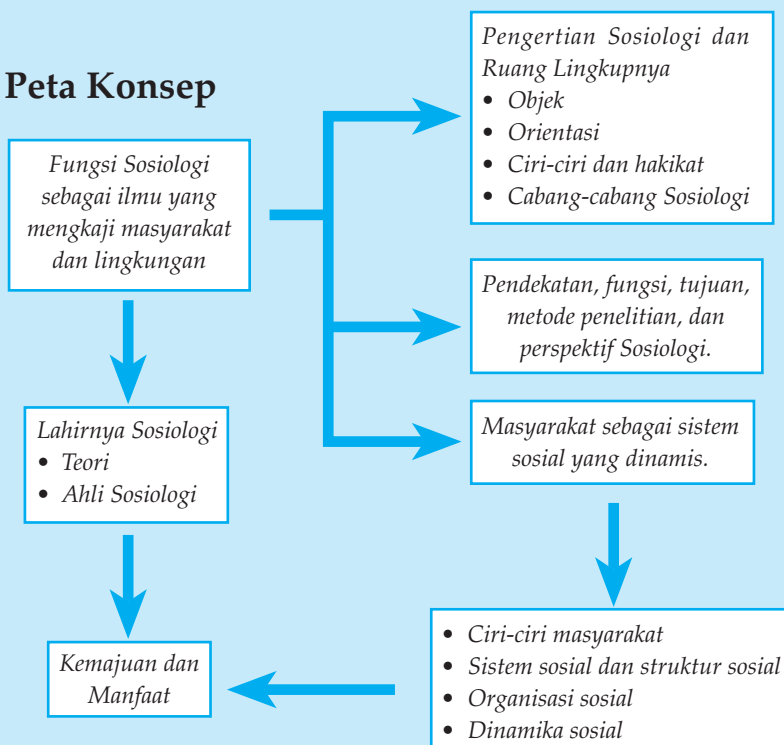 Peta Konsep
Fungsi Sosiologi
sebagai ilmu yang
mengkaji masyarakat
dan lingkungan
Lahirnya Sosiologi
• Teori
• Ahli Sosiologi
Kemajuan dan
Manfaat
Pengertian Sosiologi dan
Ruang Lingkupnya
• Objek
• Orientasi
• Ciri-ciri dan hakikat
• Cabang-cabang Sosiologi
Pendekatan, fungsi, tujuan,
metode penelitian, dan
perspektif Sosiologi.
Masyarakat sebagai sistem
sosial yang dinamis.
• Ciri-ciri masyarakat
• Sistem sosial dan struktur sosial
• Organisasi sosial
• Dinamika sosial